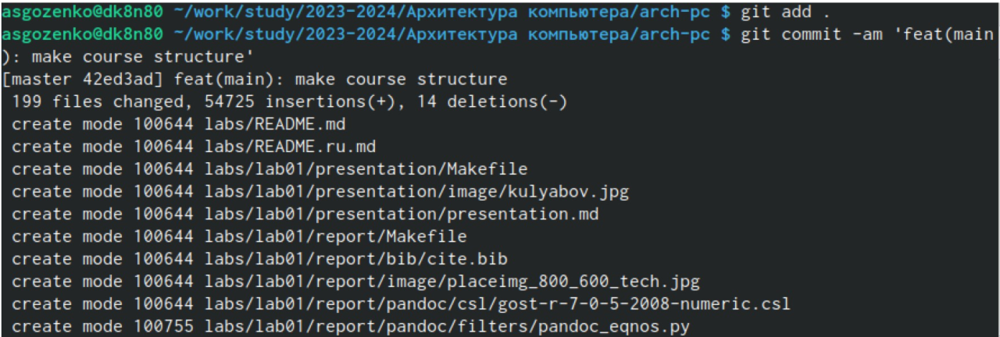 asgozenko@dk8n80 ~/work/study/2023-2024/Архитектура компьютера/arch-pc $ git add .
asgozenko@dk8n80 ~/work/study/2023-2024/Архитектура компьютера/arch-pc $ git commit -am 'feat(main
): make course structure'
[master 42ed3ad] feat(main): make course structure
 199 files changed, 54725 insertions(+), 14 deletions(-)
 create mode 100644 labs/README.md
 create mode 100644 labs/README.ru.md
 create mode 100644 labs/lab01/presentation/Makefile
 create mode 100644 labs/lab01/presentation/image/kulyabov.jpg
 create mode 100644 labs/lab01/presentation/presentation.md
 create mode 100644 labs/lab01/report/Makefile
 create mode 100644 labs/lab01/report/bib/cite.bib
 create mode 100644 labs/lab01/report/image/placeimg_800_600_tech.jpg
 create mode 100644 labs/lab01/report/pandoc/csl/gost-r-7-0-5-2008-numeric.csl
 create mode 100755 labs/lab01/report/pandoc/filters/pandoc_eqnos.py